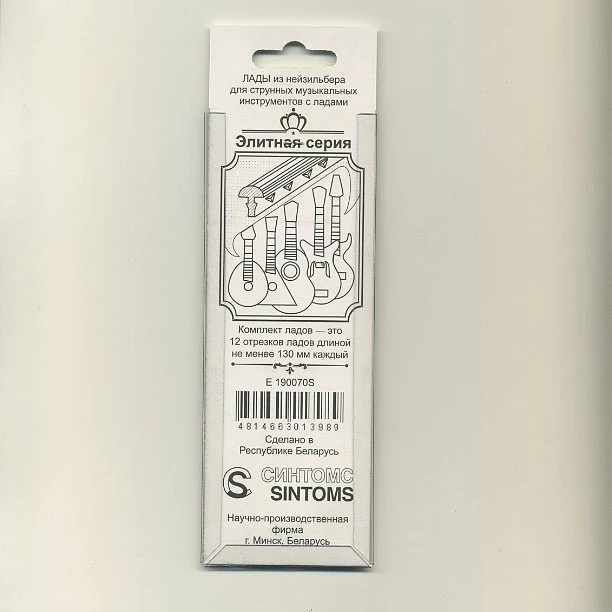 ЛАДЫ из нейзильбера
для струнных музыкальных
инструментов с ладами
Элитная серия
Комплект ладов — это
12 отрезков ладов длиной
не менее 130 мм каждый
E 190070S
4814663013989
Сделано в
Республике Беларусь
СИНТОМС
SINTOMS
Научно-производственная
фирма
г. Минск, Беларусь